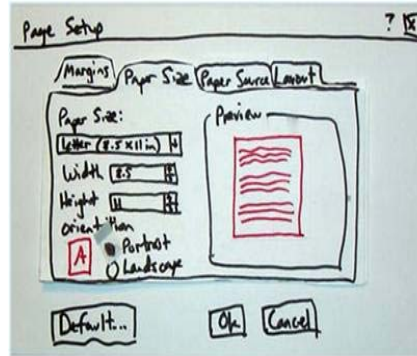 Page Setup ? X
Margins Paper Size Paper Source Layout
Paper Size:
Letter (8.5 x 11 in)
Width 8.5
Height 11
orientation
A
Portrait
Landscape
Preview
Default... Ok Cancel